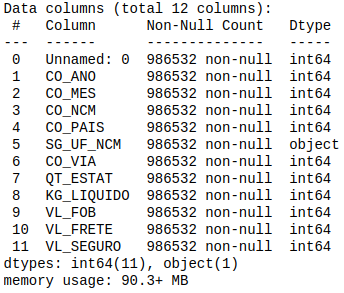 Data columns (total 12 columns):
 #   Column      Non-Null Count   Dtype
---  ------      --------------   -----
 0   Unnamed: 0  986532 non-null  int64
 1   CO_ANO      986532 non-null  int64
 2   CO_MES      986532 non-null  int64
 3   CO_NCM      986532 non-null  int64
 4   CO_PAIS     986532 non-null  int64
 5   SG_UF_NCM   986532 non-null  object
 6   CO_VIA      986532 non-null  int64
 7   QT_ESTAT    986532 non-null  int64
 8   KG_LIQUIDO  986532 non-null  int64
 9   VL_FOB      986532 non-null  int64
 10  VL_FRETE    986532 non-null  int64
 11  VL_SEGURO   986532 non-null  int64
dtypes: int64(11), object(1)
memory usage: 90.3+ MB